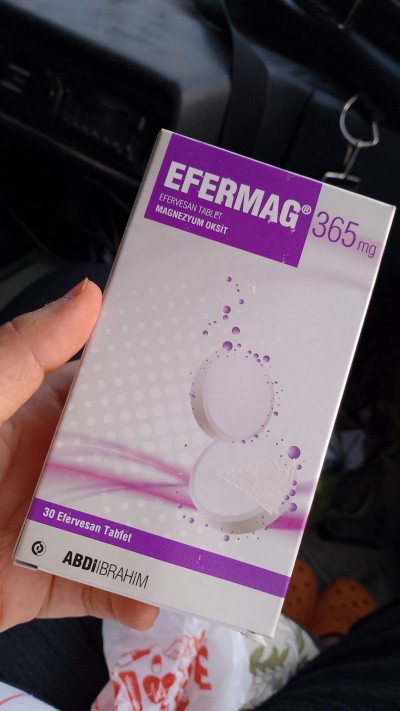 EFERMAG® 365 mg
EFERVESAN TABLET
MAGNEZYUM OKSİT
30 Efervesan Tablet
ABDİ İBRAHİM